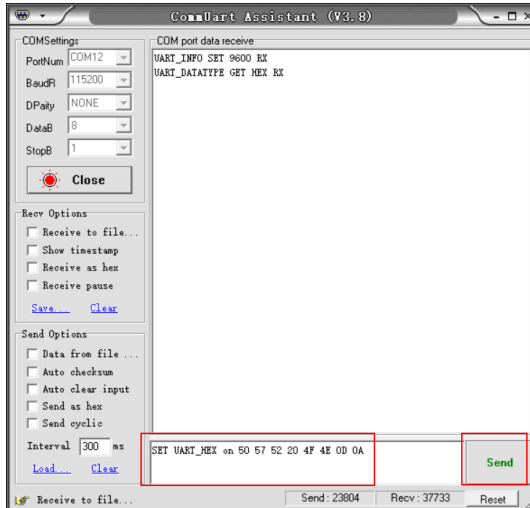 CommUart Assistant (V3.8)
COMSettings
PortNum COM12
BaudR 115200
DPaity NONE
DataB 8
StopB 1
Close
Recv Options
Receive to file...
Show timestamp
Receive as hex
Receive pause
Save... Clear
Send Options
Data from file ...
Auto checksum
Auto clear input
Send as hex
Send cyclic
Interval 300 ms
Load... Clear
COM port data receive
UART_INFO SET 9600 RX
UART_DATATYPE GET HEX RX
SET UART_HEX on 50 57 52 20 4F 4E 0D 0A
Send
Receive to file...
Send : 23804
Recv : 37733
Reset